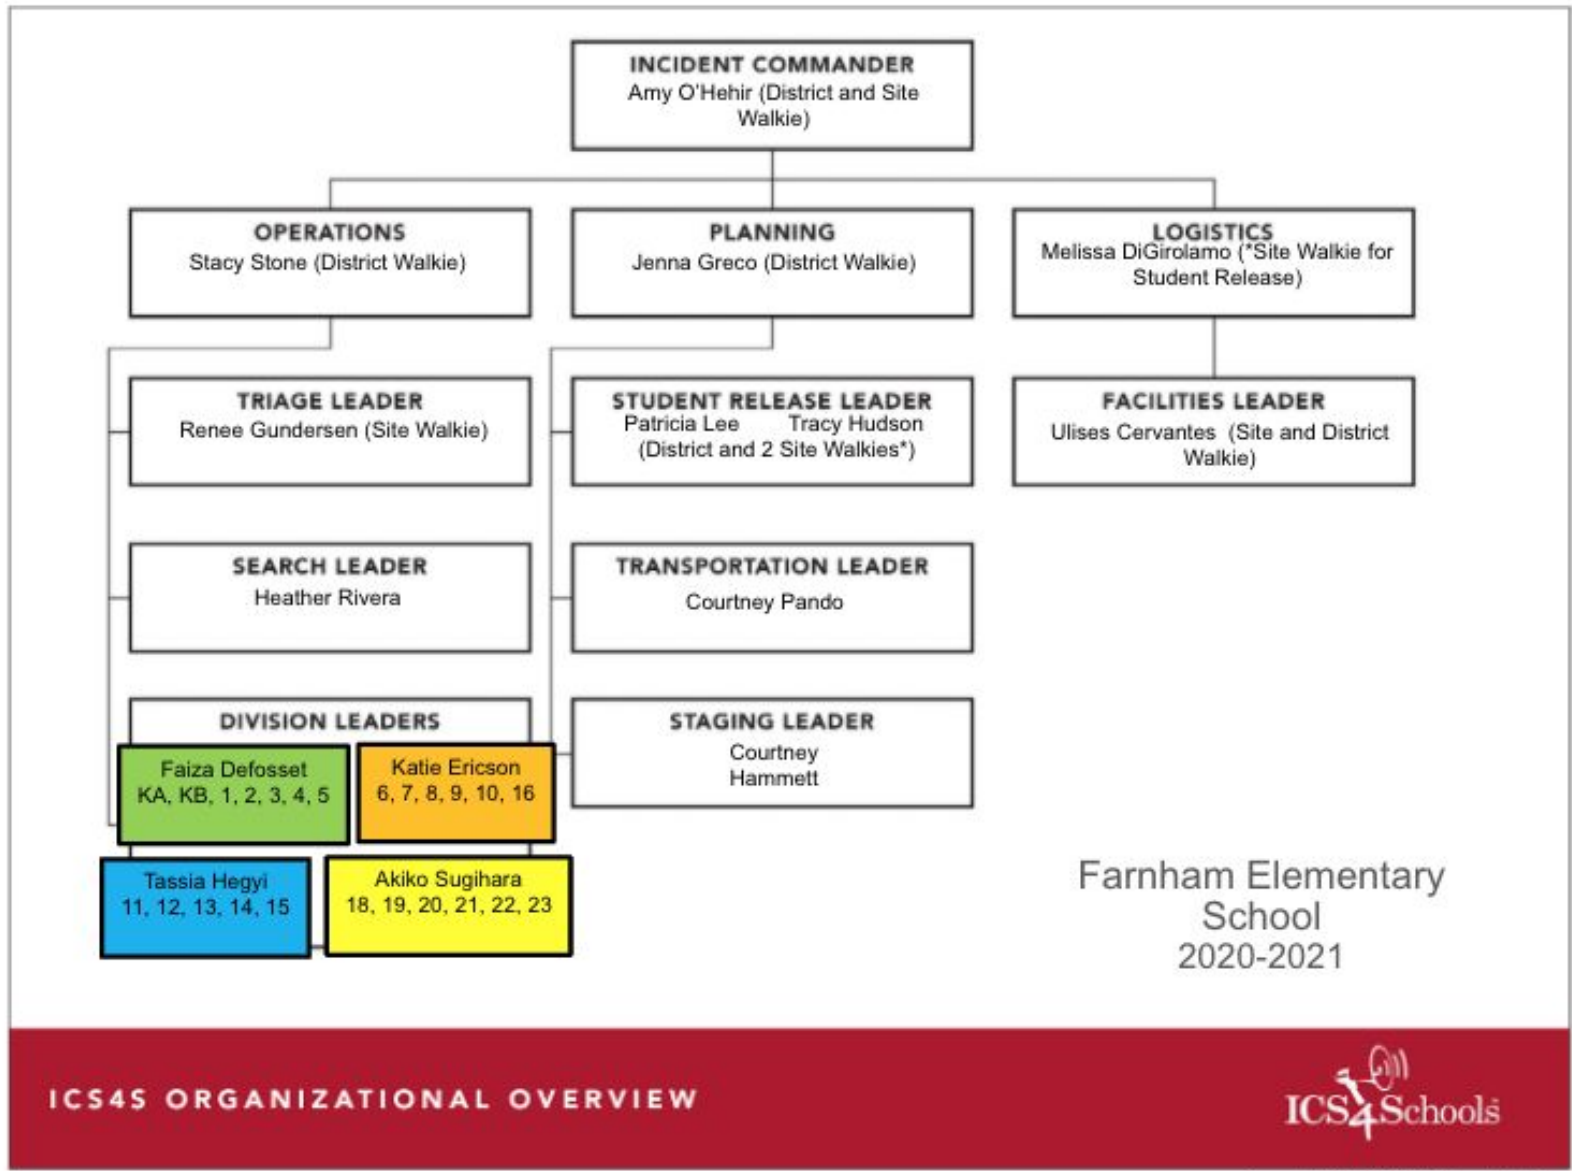 INCIDENT COMMANDER
Amy O'Hehir (District and Site
Walkie)
OPERATIONS
Stacy Stone (District Walkie)
PLANNING
Jenna Greco (District Walkie)
LOGISTICS
Melissa DiGirolamo (*Site Walkie for
Student Release)
TRIAGE LEADER
Renee Gundersen (Site Walkie)
STUDENT RELEASE LEADER
Patricia Lee Tracy Hudson
(District and 2 Site Walkies*)
FACILITIES LEADER
Ulises Cervantes (Site and District
Walkie)
SEARCH LEADER
Heather Rivera
TRANSPORTATION LEADER
Courtney Pando
DIVISION LEADERS
Faiza Defosset
KA, KB, 1, 2, 3, 4, 5
Katie Ericson
6, 7, 8, 9, 10, 16
Tassia Hegyi
11, 12, 13, 14, 15
Akiko Sugihara
18, 19, 20, 21, 22, 23
STAGING LEADER
Courtney
Hammett
Farnham Elementary
School
2020-2021
ICS4S ORGANIZATIONAL OVERVIEW
ICS4Schools